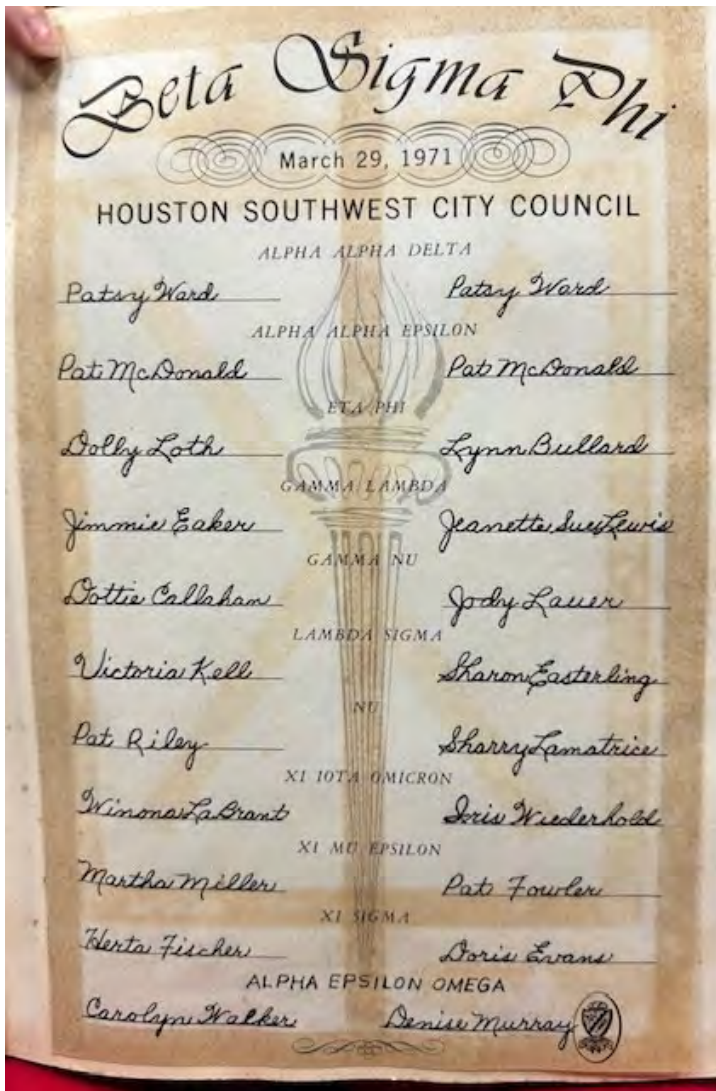 Beta Sigma Phi
March 29, 1971
HOUSTON SOUTHWEST CITY COUNCIL
ALPHA ALPHA DELTA
Patsy Ward Patsy Ward
ALPHA ALPHA EPSILON
Pat McDonald Pat McDonald
ETA PHI
Dolly Loth Lynn Bullard
GAMMA LAMBDA
Jimmie Eaker Jeanette Sue Lewis
GAMMA NU
Dottie Callahan Jody Lauer
LAMBDA SIGMA
Victoria Kell Sharon Easterling
NU
Pat Riley Sharry Lamatrice
XI IOTA OMICRON
Winona LaBrant Iris Wiederhold
XI MU EPSILON
Martha Miller Pat Fowler
XI SIGMA
Herta Fischer Doris Evans
ALPHA EPSILON OMEGA
Carolyn Walker Denise Murray